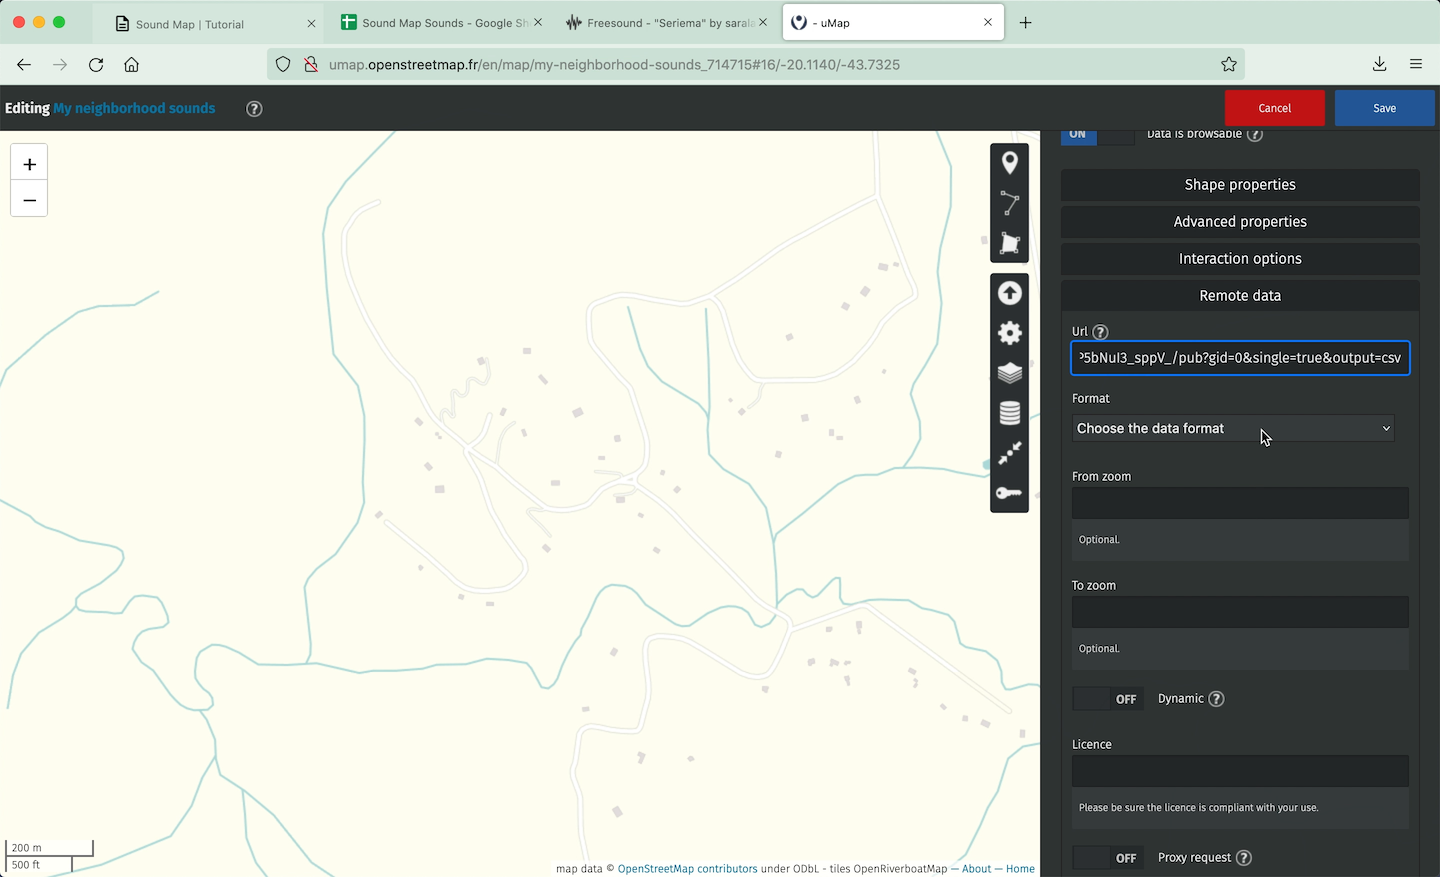 Sound Map | Tutorial
Sound Map Sounds - Google Sh
Freesound - "Seriema" by sarala
- uMap
umap.openstreetmap.fr/en/map/my-neighborhood-sounds_714715#16/-20.1140/-43.7325
Editing My neighborhood sounds ?
Cancel
Save
ON
Data is browsable ?
Shape properties
Advanced properties
Interaction options
Remote data
Url ?
P5bNuI3_sppV_/pub?gid=0&single=true&output=csv
Format
Choose the data format
From zoom
Optional.
To zoom
Optional.
OFF
Dynamic ?
Licence
Please be sure the licence is compliant with your use.
OFF
Proxy request ?
+
−
200 m
500 ft
map data © OpenStreetMap contributors under ODbL - tiles OpenRiverboatMap — About — Home